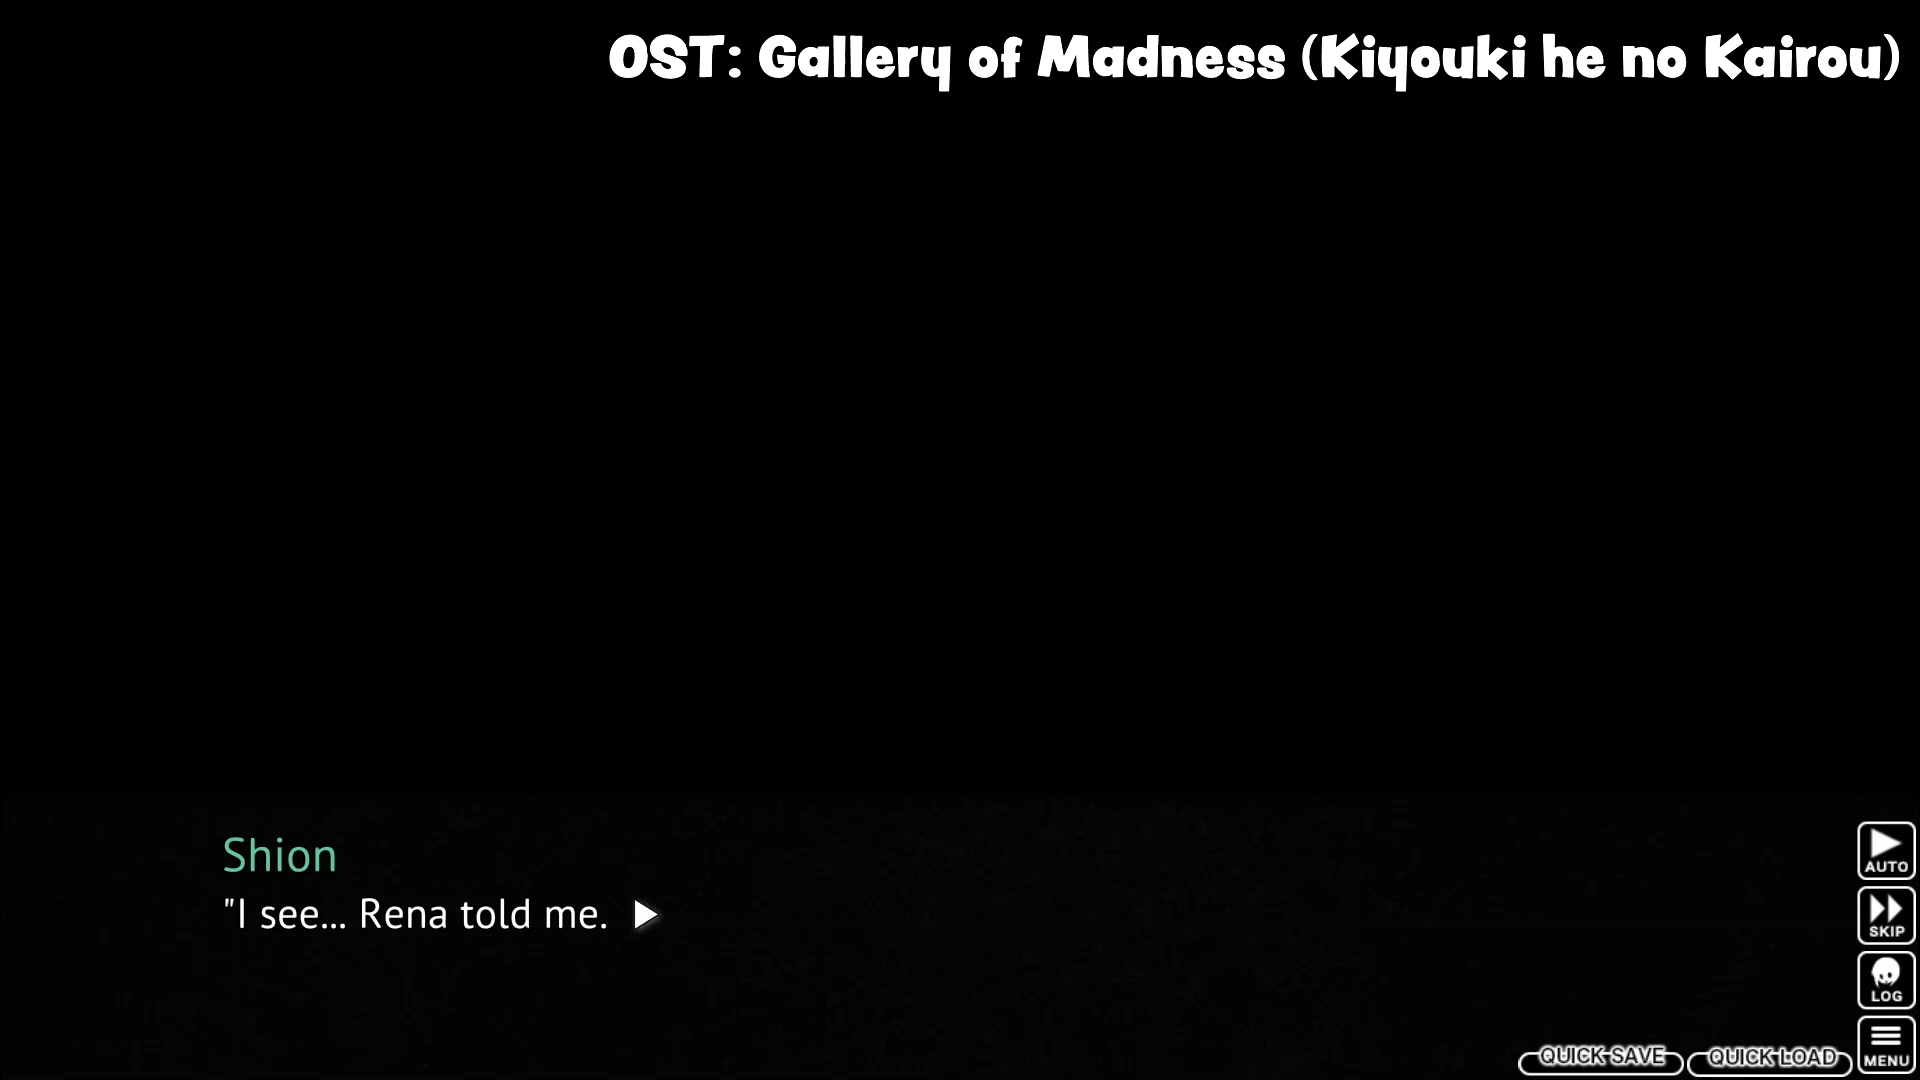 OST: Gallery of Madness (Kiyouki he no Kairou)
Shion
"I see... Rena told me.
AUTO
SKIP
LOG
MENU
QUICK SAVE
QUICK LOAD